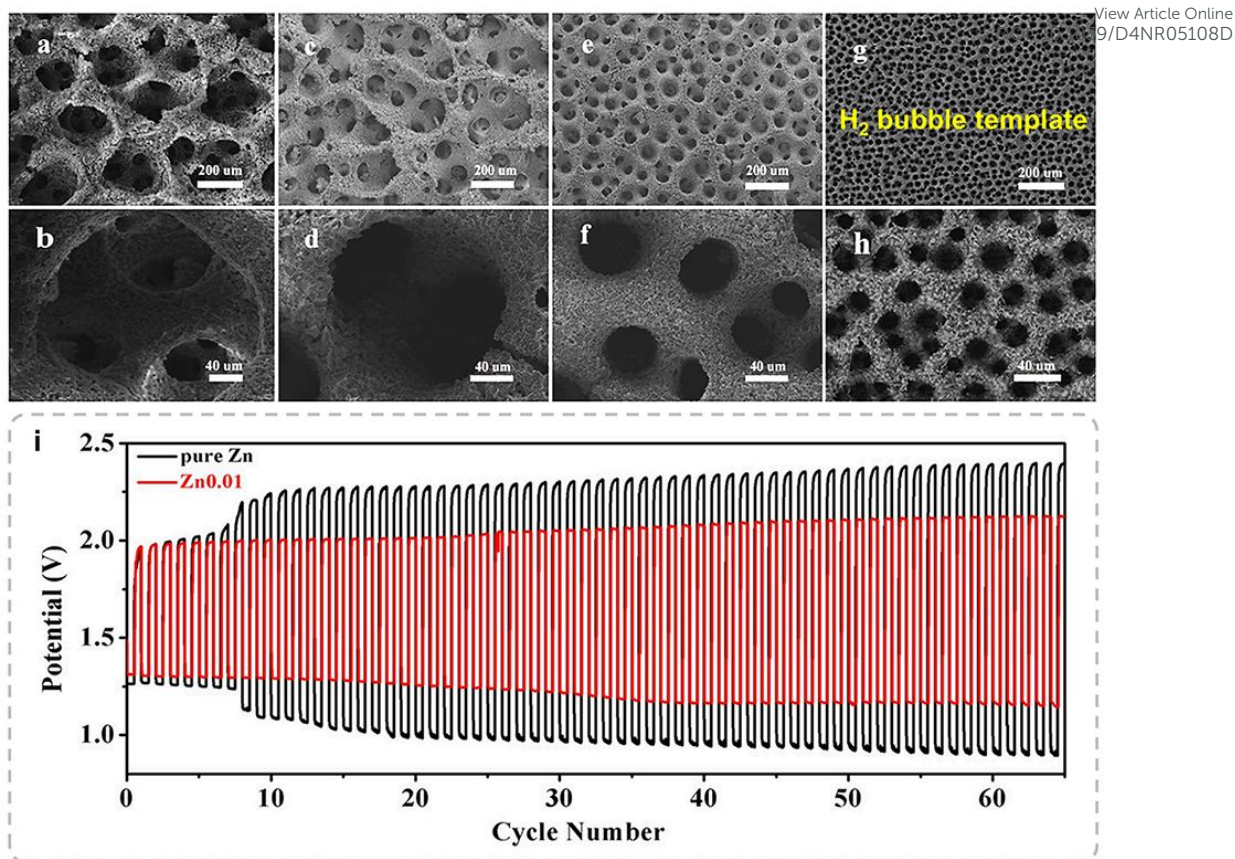 View Article Online
9/D4NR05108D
a
c
e
g
H2 bubble template
200 um
200 um
200 um
200 um
b
d
f
h
40 um
40 um
40 um
40 um
i
pure Zn
Zn0.01
2.5
2.0
1.5
1.0
Potential (V)
0
10
20
30
40
50
60
Cycle Number